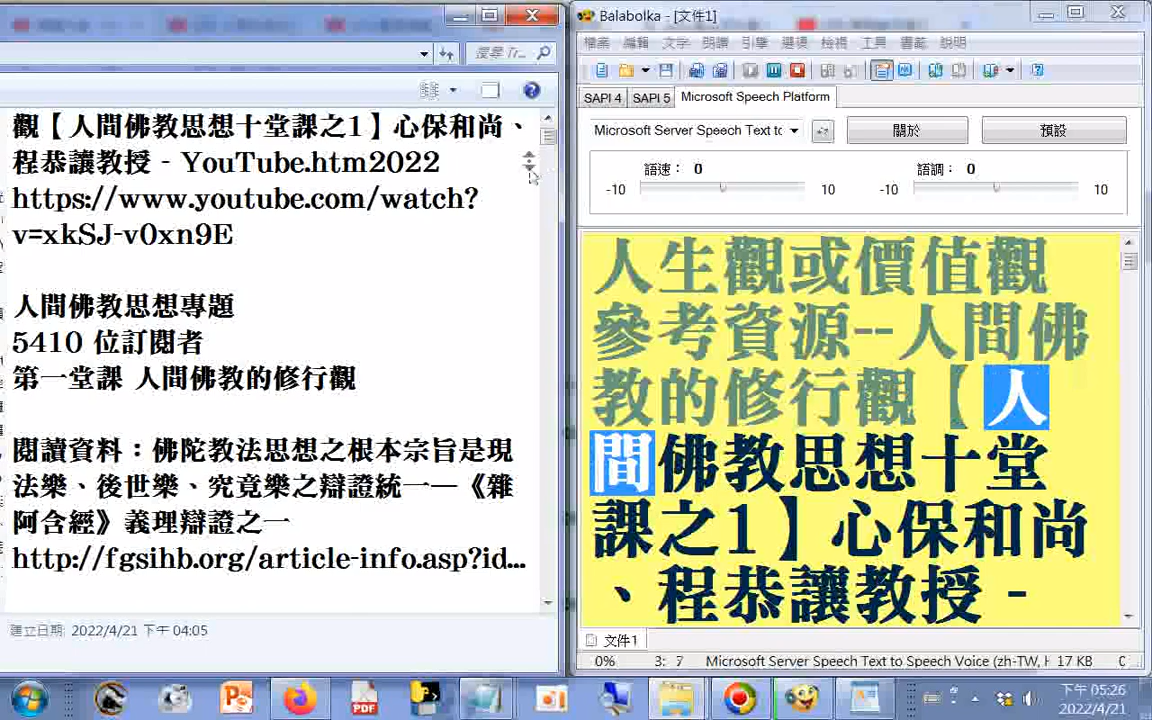 搜尋 Tr...
觀【人間佛教思想十堂課之1】心保和尚、
程恭讓教授 - YouTube.htm2022
https://www.youtube.com/watch?
v=xkSJ-v0xn9E
人間佛教思想專題
5410 位訂閱者
第一堂課 人間佛教的修行觀
閱讀資料：佛陀教法思想之根本宗旨是現
法樂、後世樂、究竟樂之辯證統一—《雜
阿含經》義理辯證之一
http://fgsihb.org/article-info.asp?id...
建立日期: 2022/4/21 下午 04:05
Balabolka - [文件1]
檔案 編輯 文字 朗讀 引擎 選項 檢視 工具 書籤 說明
SAPI 4 SAPI 5 Microsoft Speech Platform
Microsoft Server Speech Text to 關於 預設
語速： 0 語調： 0
-10 10 -10 10
人生觀或價值觀
參考資源--人間佛
教的修行觀【人
間佛教思想十堂
課之1】心保和尚
、程恭讓教授 -
文件1
0% 3: 7 Microsoft Server Speech Text to Speech Voice (zh-TW, H 17 KB
PDF
下午 05:26
2022/4/21